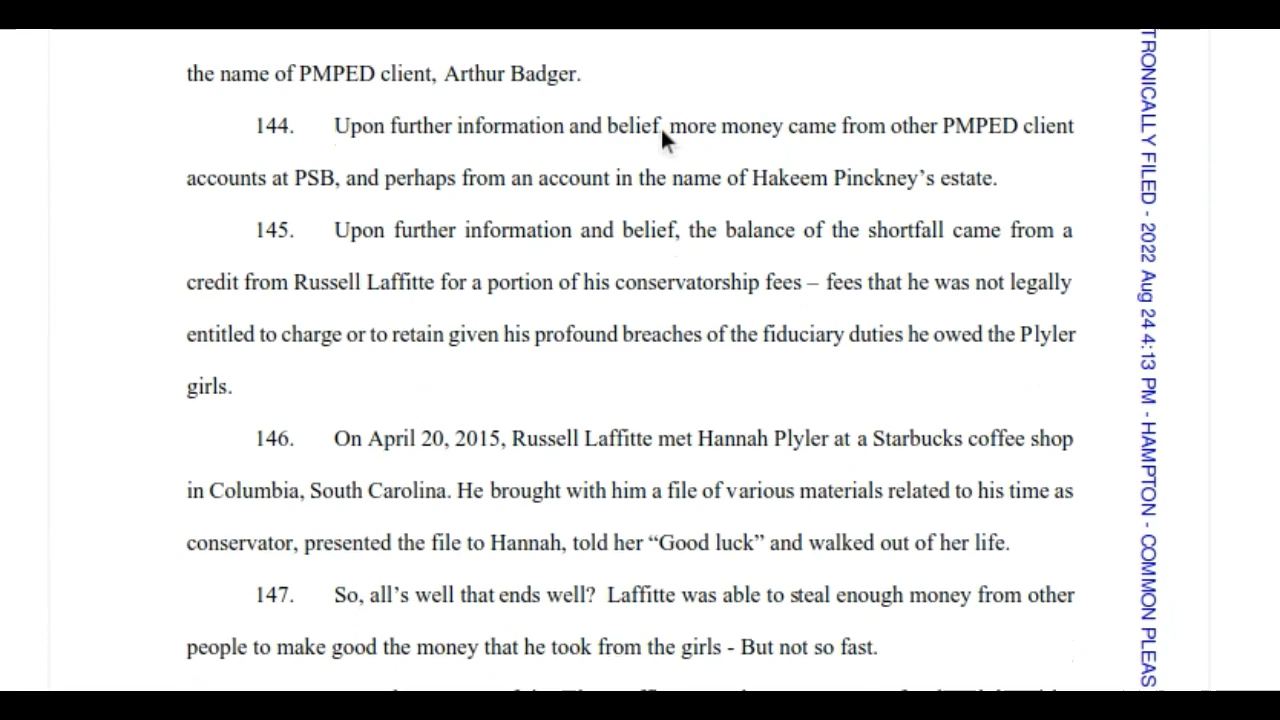 the name of PMPED client, Arthur Badger.
144. Upon further information and belief, more money came from other PMPED client
accounts at PSB, and perhaps from an account in the name of Hakeem Pinckney’s estate.
145. Upon further information and belief, the balance of the shortfall came from a
credit from Russell Laffitte for a portion of his conservatorship fees – fees that he was not legally
entitled to charge or to retain given his profound breaches of the fiduciary duties he owed the Plyler
girls.
146. On April 20, 2015, Russell Laffitte met Hannah Plyler at a Starbucks coffee shop
in Columbia, South Carolina. He brought with him a file of various materials related to his time as
conservator, presented the file to Hannah, told her “Good luck” and walked out of her life.
147. So, all’s well that ends well? Laffitte was able to steal enough money from other
people to make good the money that he took from the girls - But not so fast.
TRONICALLY FILED - 2022 Aug 24 4:13 PM - HAMPTON - COMMON PLEAS